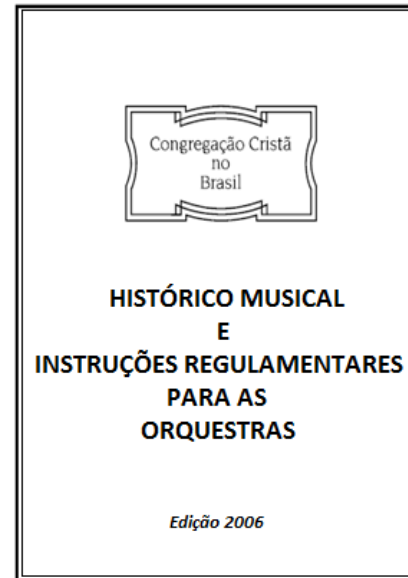 Congregação Cristã
no
Brasil
HISTÓRICO MUSICAL
E
INSTRUÇÕES REGULAMENTARES
PARA AS
ORQUESTRAS
Edição 2006